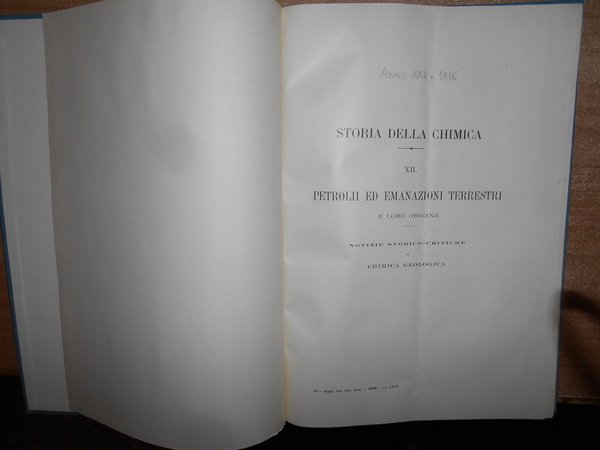 Anno XXII. 1916
STORIA DELLA CHIMICA
XII.
PETROLII ED EMANAZIONI TERRESTRI
E LORO ORIGINE
NOTIZIE STORICO-CRITICHE
DI
CHIMICA GEOLOGICA